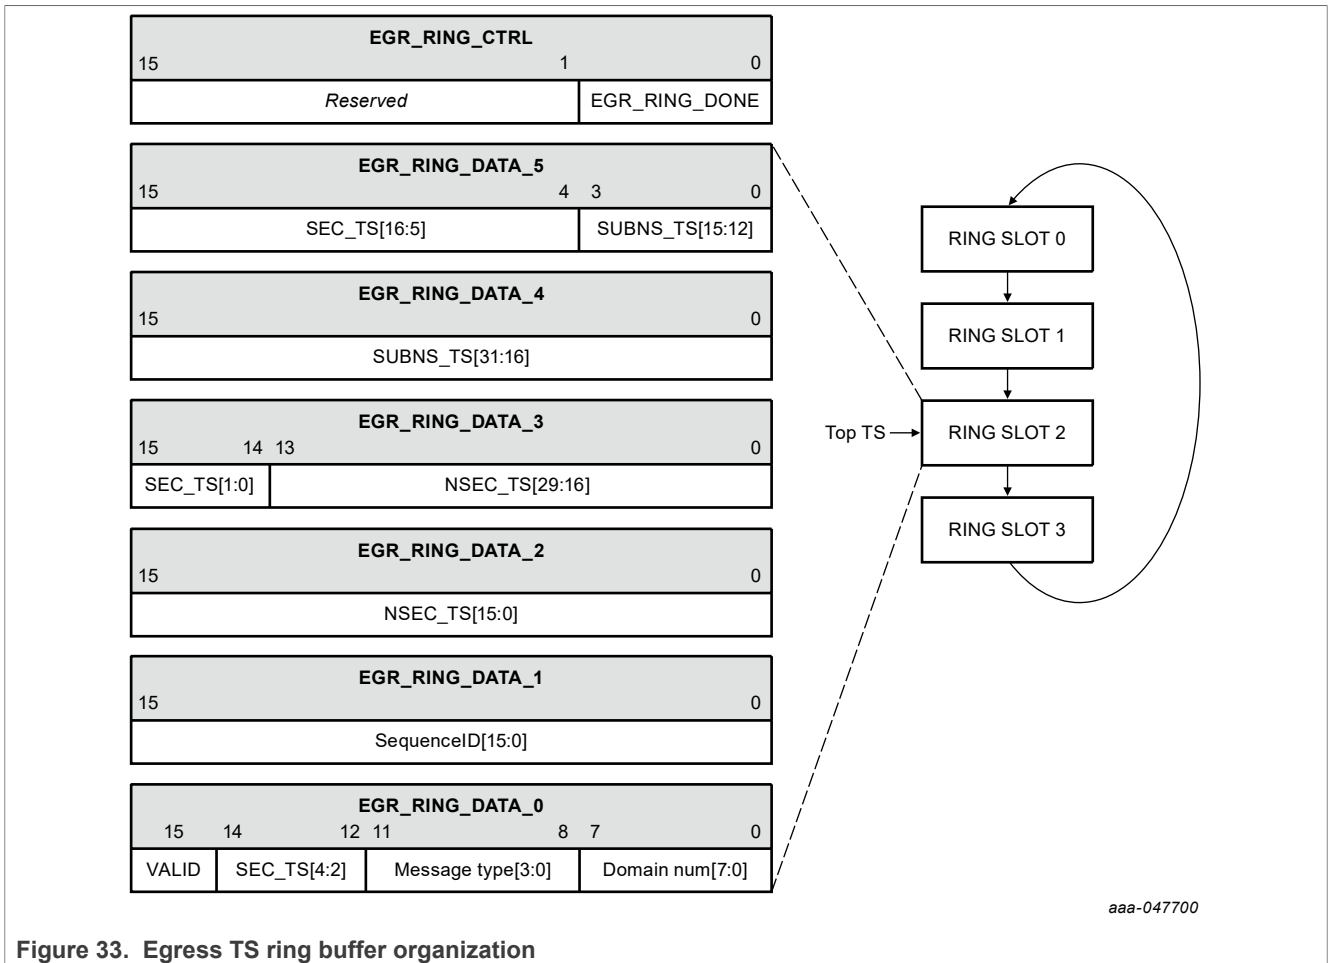 EGR_RING_CTRL
15 1 0
Reserved EGR_RING_DONE
EGR_RING_DATA_5
15 4 3 0
SEC_TS[16:5] SUBNS_TS[15:12]
EGR_RING_DATA_4
15 0
SUBNS_TS[31:16]
EGR_RING_DATA_3
15 14 13 0
SEC_TS[1:0] NSEC_TS[29:16]
EGR_RING_DATA_2
15 0
NSEC_TS[15:0]
EGR_RING_DATA_1
15 0
SequenceID[15:0]
EGR_RING_DATA_0
15 14 12 11 8 7 0
VALID SEC_TS[4:2] Message type[3:0] Domain num[7:0]
RING SLOT 0
RING SLOT 1
Top TS RING SLOT 2
RING SLOT 3
aaa-047700
Figure 33. Egress TS ring buffer organization